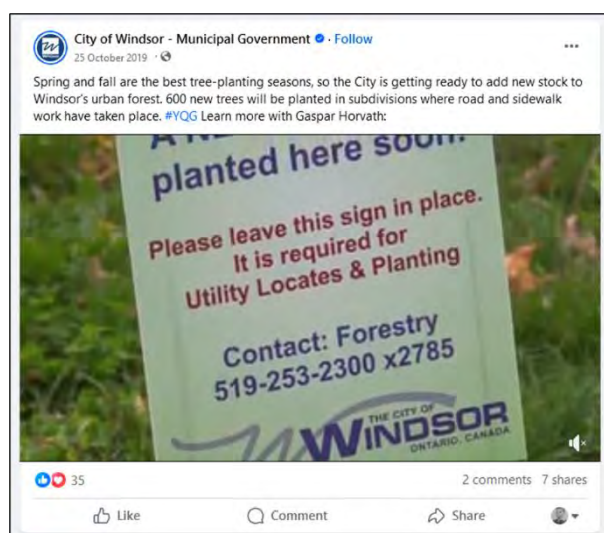 City of Windsor - Municipal Government · Follow
25 October 2019 ·
Spring and fall are the best tree-planting seasons, so the City is getting ready to add new stock to
Windsor's urban forest. 600 new trees will be planted in subdivisions where road and sidewalk
work have taken place. #YQG Learn more with Gaspar Horvath:
planted here soon!
Please leave this sign in place.
It is required for
Utility Locates & Planting
Contact: Forestry
519-253-2300 x2785
THE CITY OF
WINDSOR
ONTARIO, CANADA
35
2 comments 7 shares
Like Comment Share